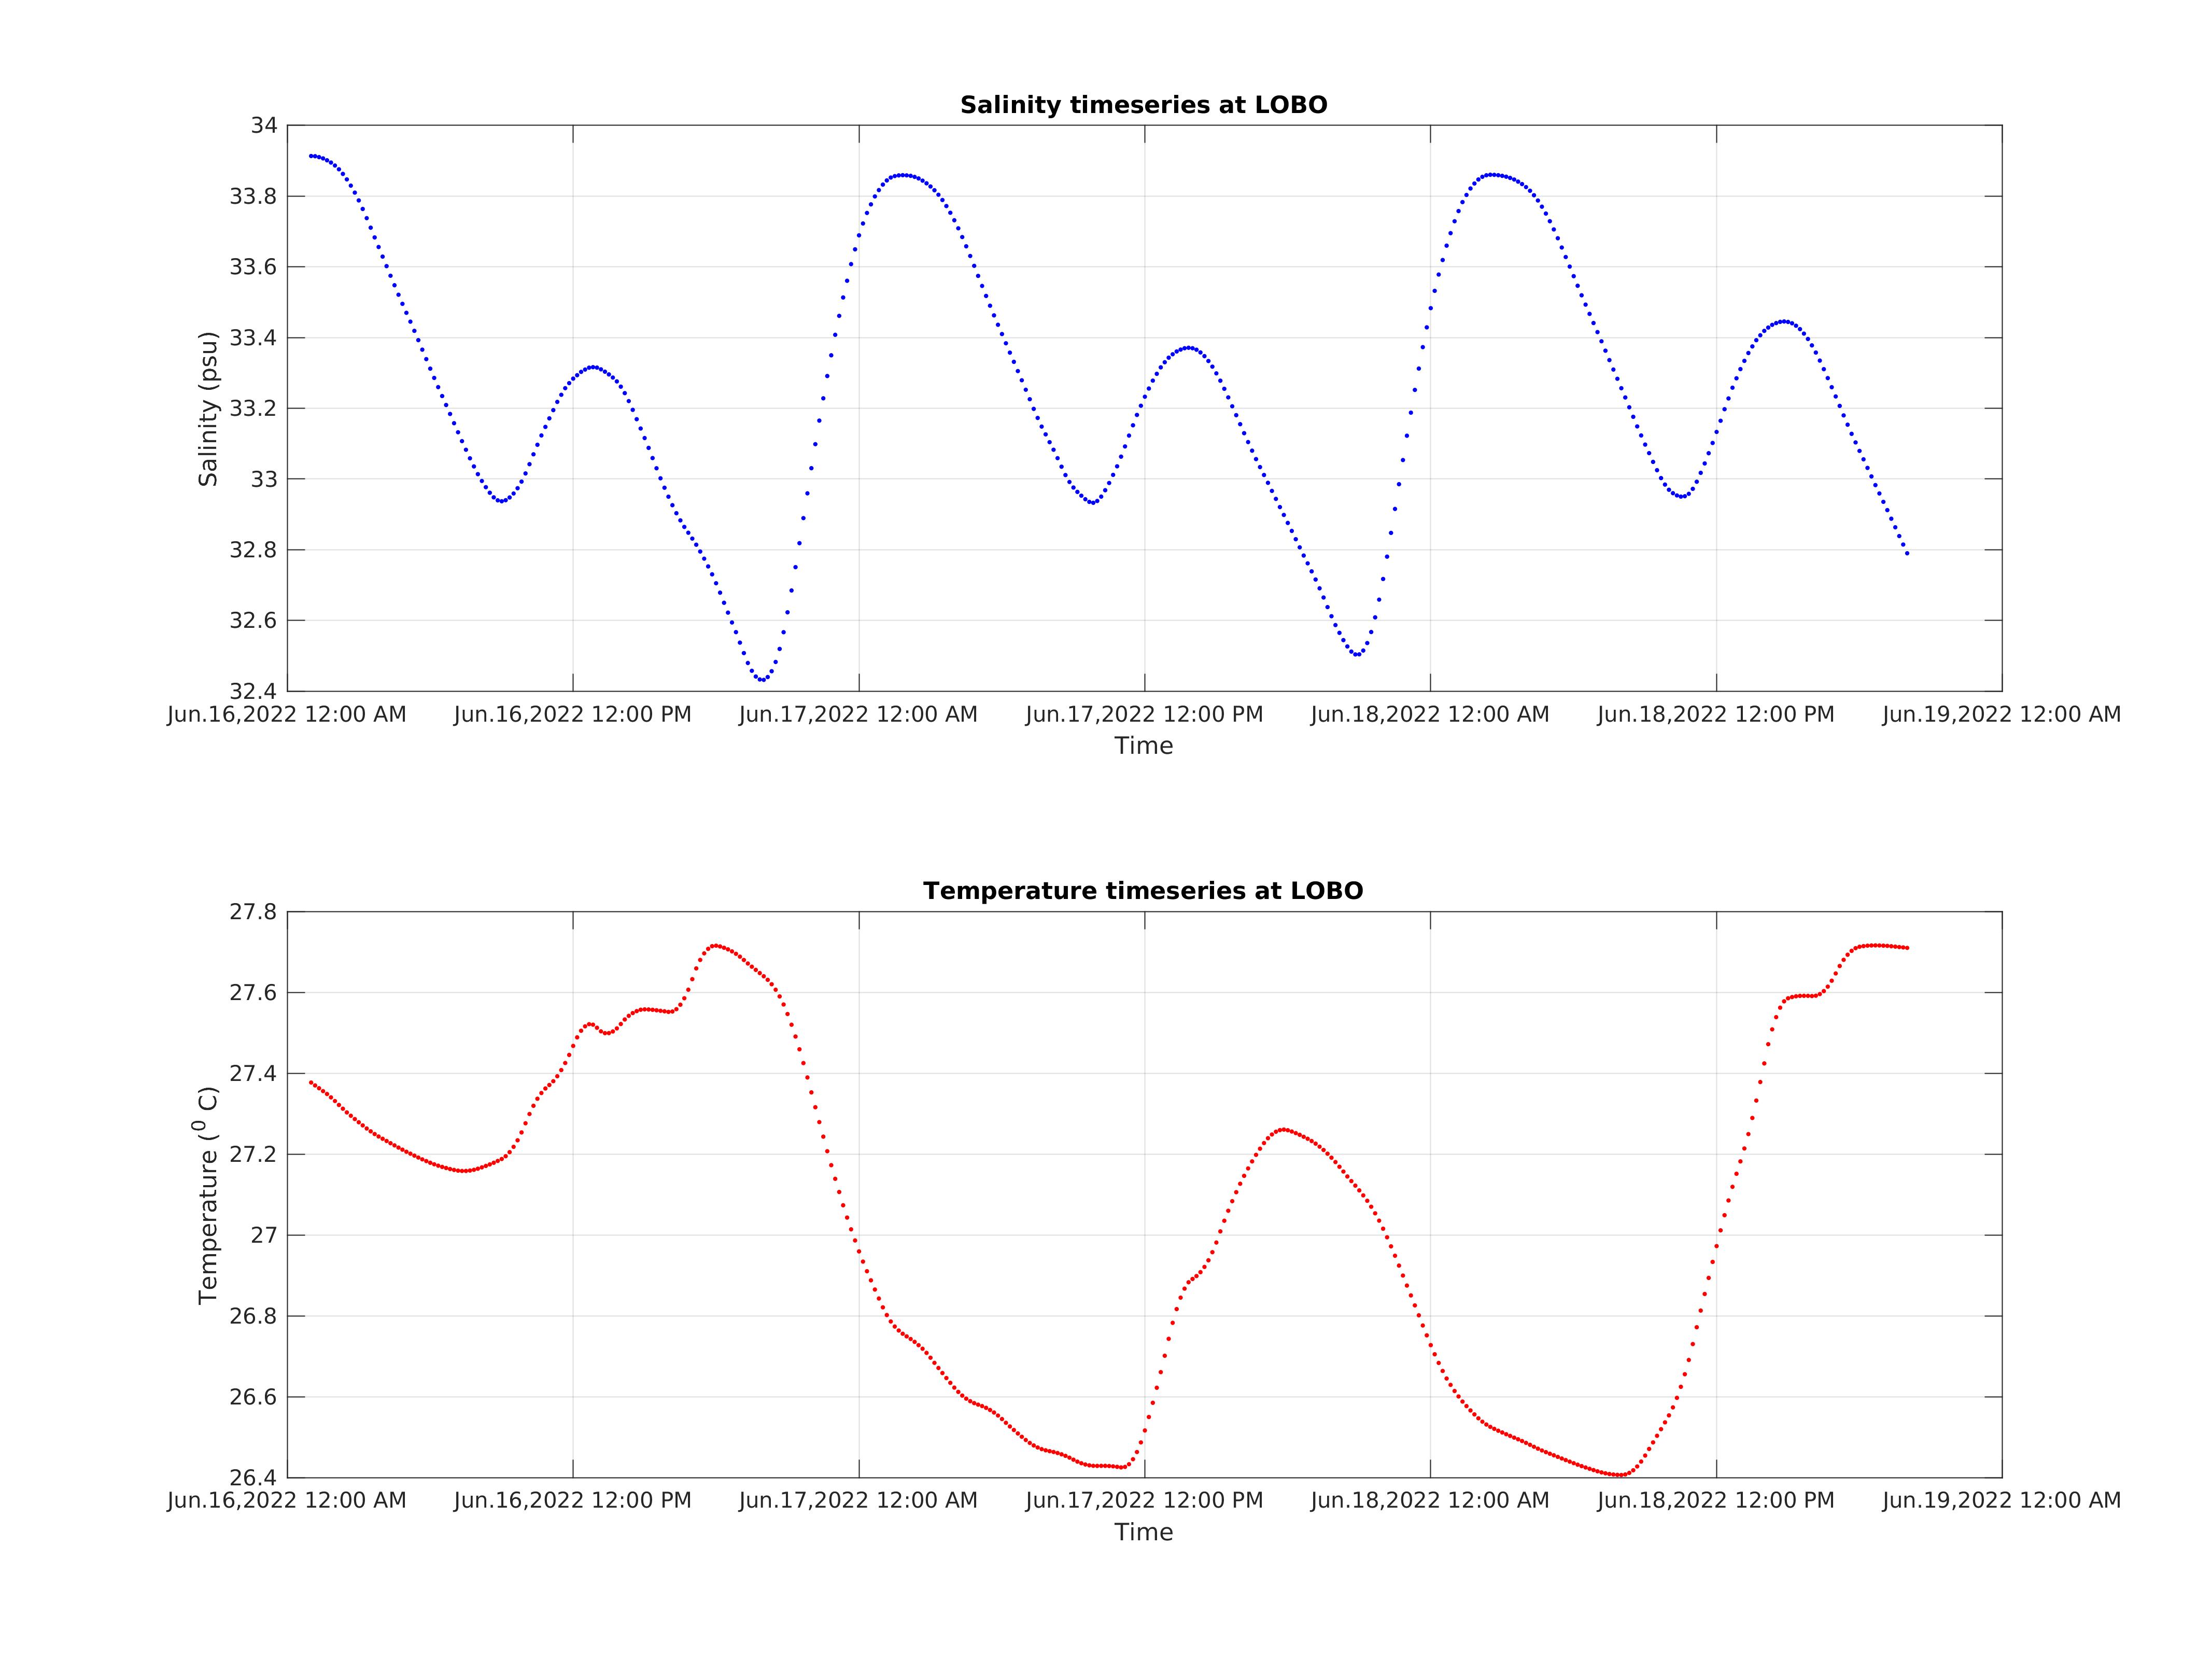 Salinity timeseries at LOBO
34
33.8
33.6
33.4
33.2
33
32.8
32.6
32.4
Salinity (psu)
Jun.16,2022 12:00 AM Jun.16,2022 12:00 PM Jun.17,2022 12:00 AM Jun.17,2022 12:00 PM Jun.18,2022 12:00 AM Jun.18,2022 12:00 PM Jun.19,2022 12:00 AM
Time
Temperature timeseries at LOBO
27.8
27.6
27.4
27.2
27
26.8
26.6
26.4
Temperature (⁰ C)
Jun.16,2022 12:00 AM Jun.16,2022 12:00 PM Jun.17,2022 12:00 AM Jun.17,2022 12:00 PM Jun.18,2022 12:00 AM Jun.18,2022 12:00 PM Jun.19,2022 12:00 AM
Time